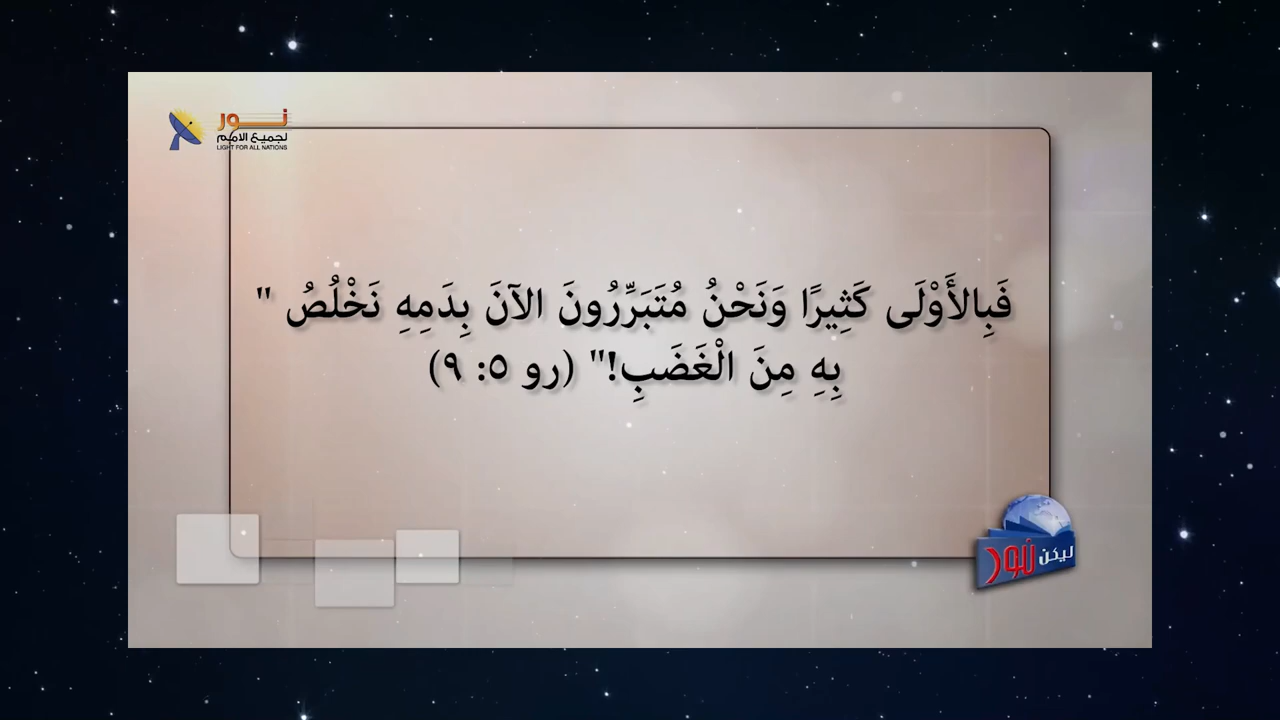 نور
لجميع الامم
LIGHT FOR ALL NATIONS
فَبِالأَوْلَى كَثِيرًا وَنَحْنُ مُتَبَرِّرُونَ الآنَ بِدَمِهِ نَخْلُصُ "
بِهِ مِنَ الْغَضَبِ!" (رو ٥: ٩)
ليكن نور